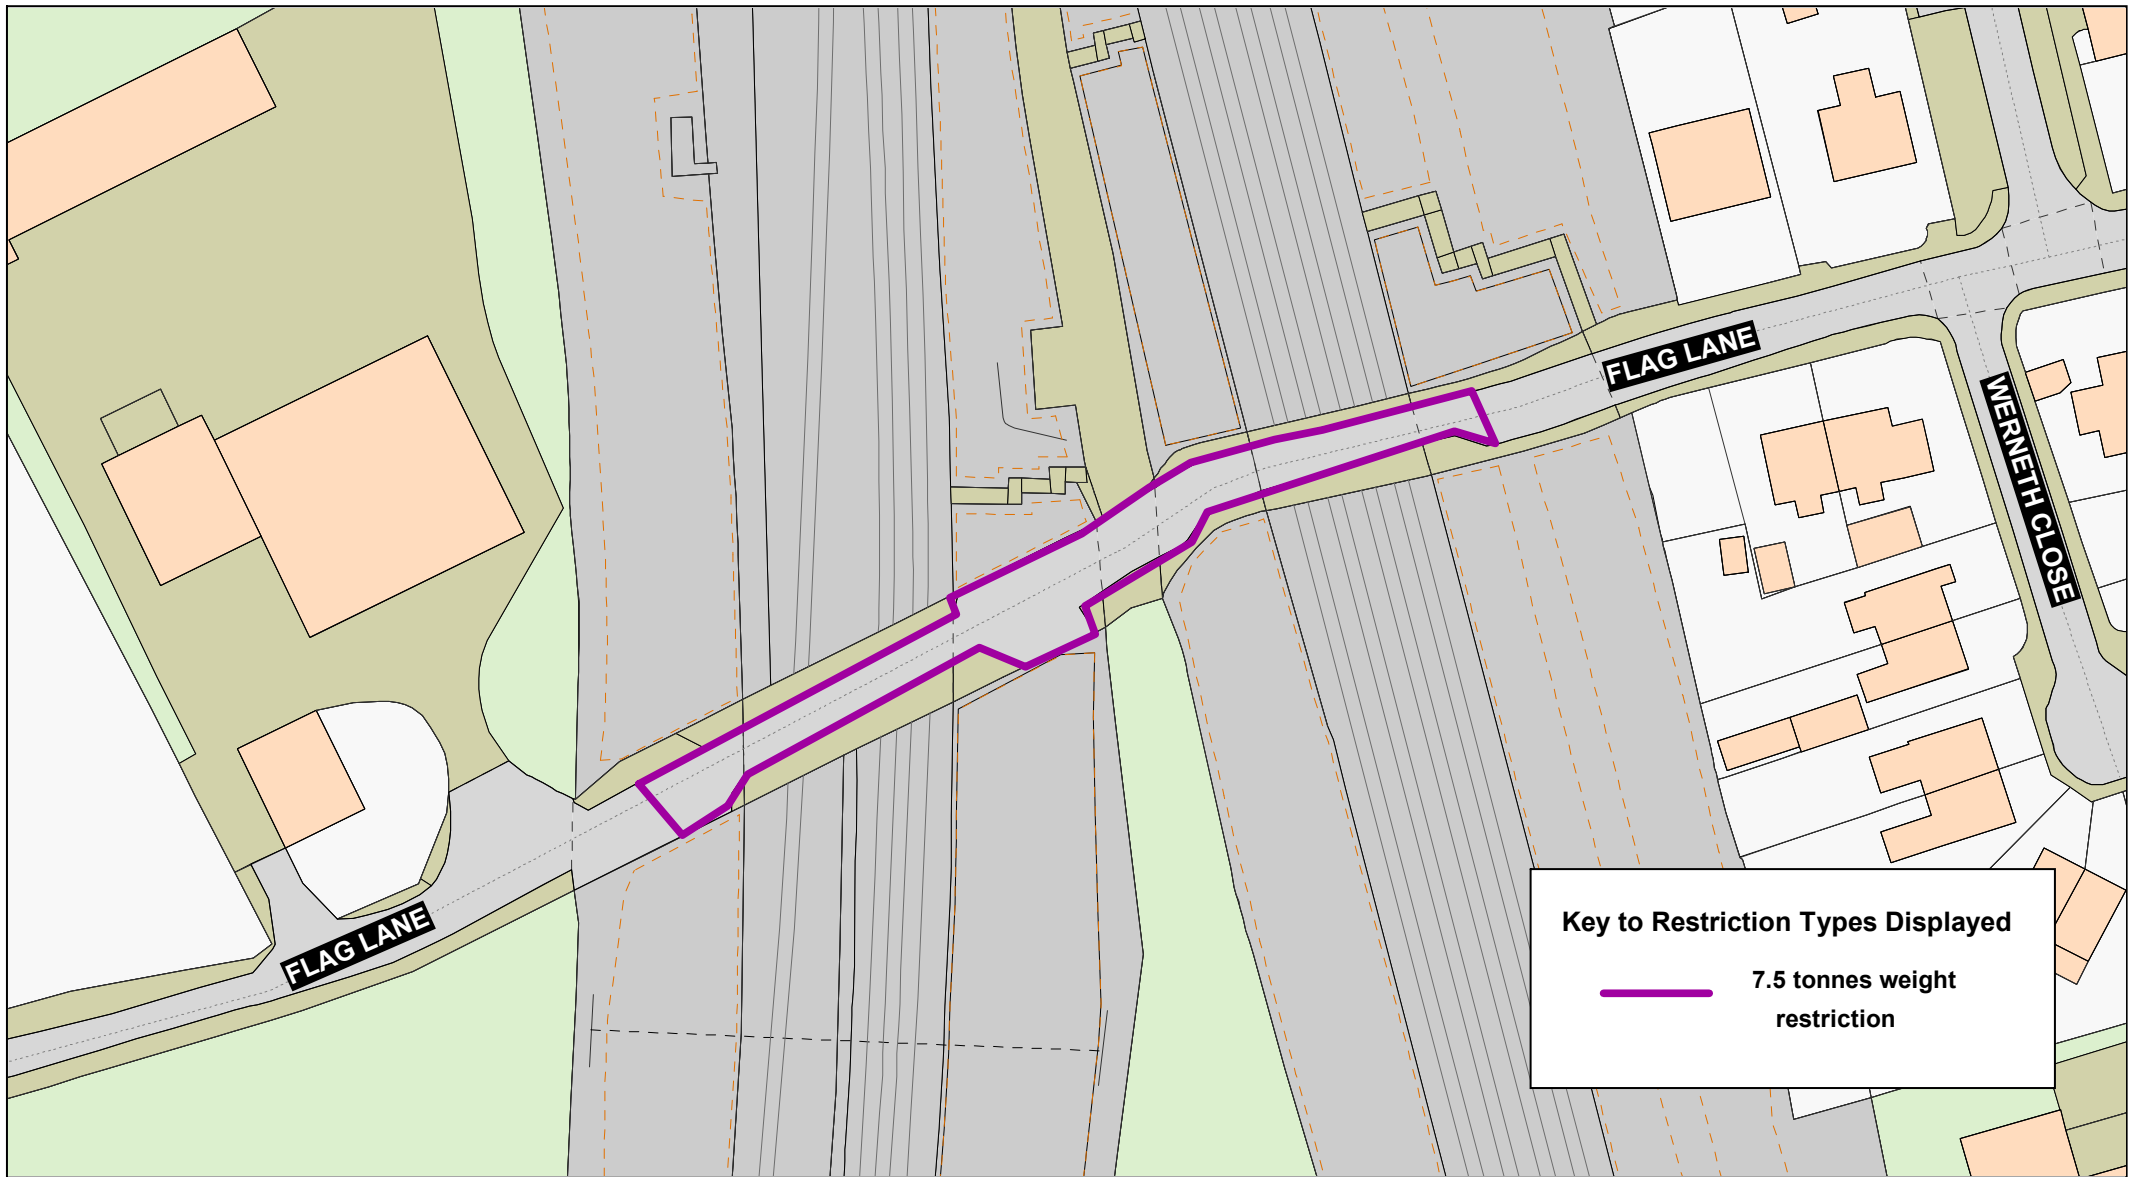 FLAG LANE
WERNETH CLOSE
FLAG LANE
Key to Restriction Types Displayed
7.5 tonnes weight
restriction